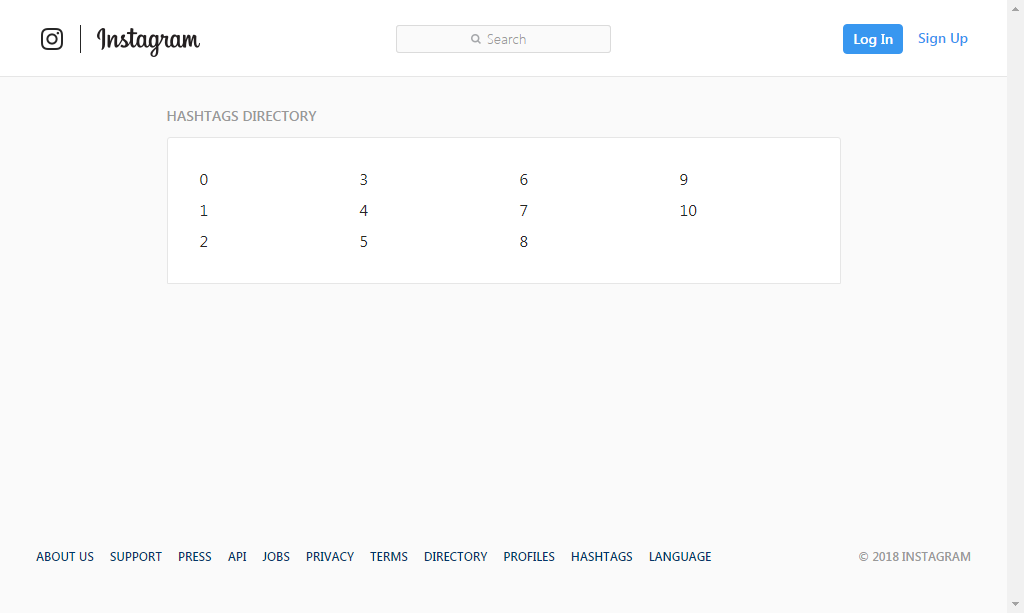 Instagram Search Log In Sign Up
HASHTAGS DIRECTORY
0 3 6 9
1 4 7 10
2 5 8
ABOUT US SUPPORT PRESS API JOBS PRIVACY TERMS DIRECTORY PROFILES HASHTAGS LANGUAGE © 2018 INSTAGRAM